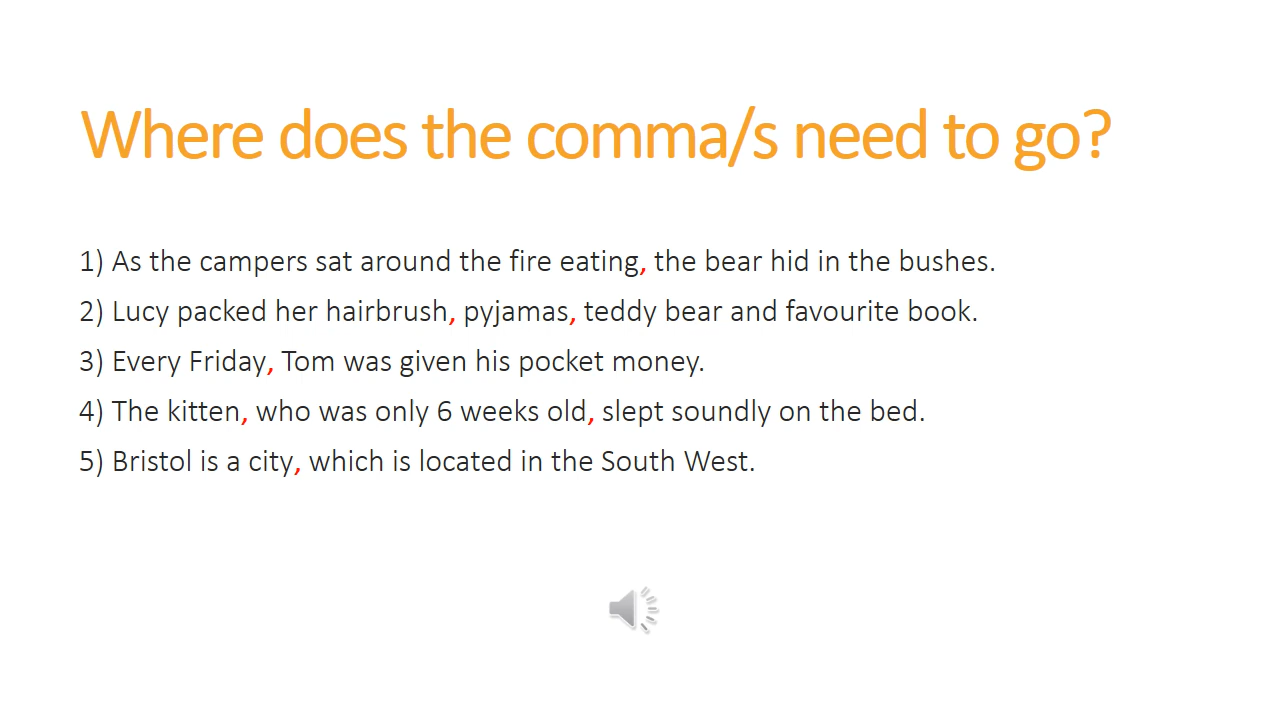 Where does the comma/s need to go?
1) As the campers sat around the fire eating, the bear hid in the bushes.
2) Lucy packed her hairbrush, pyjamas, teddy bear and favourite book.
3) Every Friday, Tom was given his pocket money.
4) The kitten, who was only 6 weeks old, slept soundly on the bed.
5) Bristol is a city, which is located in the South West.